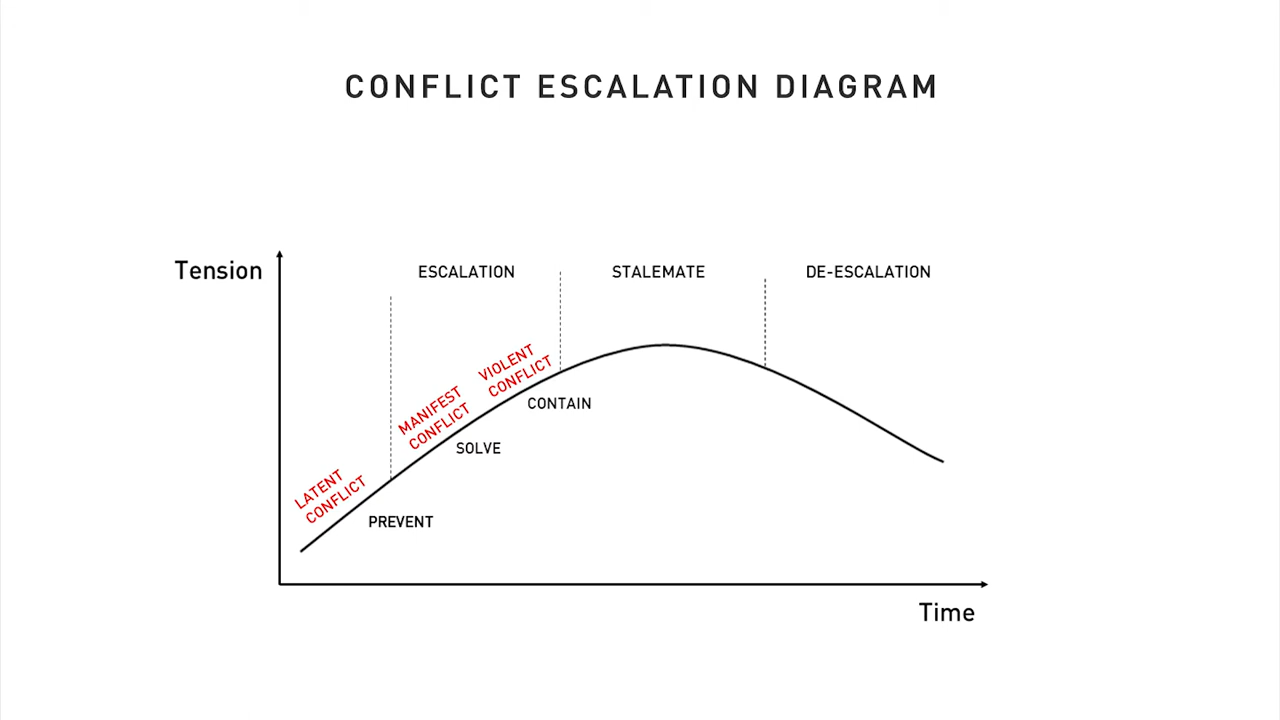 CONFLICT ESCALATION DIAGRAM
Tension
ESCALATION
STALEMATE
DE-ESCALATION
LATENT
CONFLICT
MANIFEST
CONFLICT
VIOLENT
CONFLICT
PREVENT
SOLVE
CONTAIN
Time